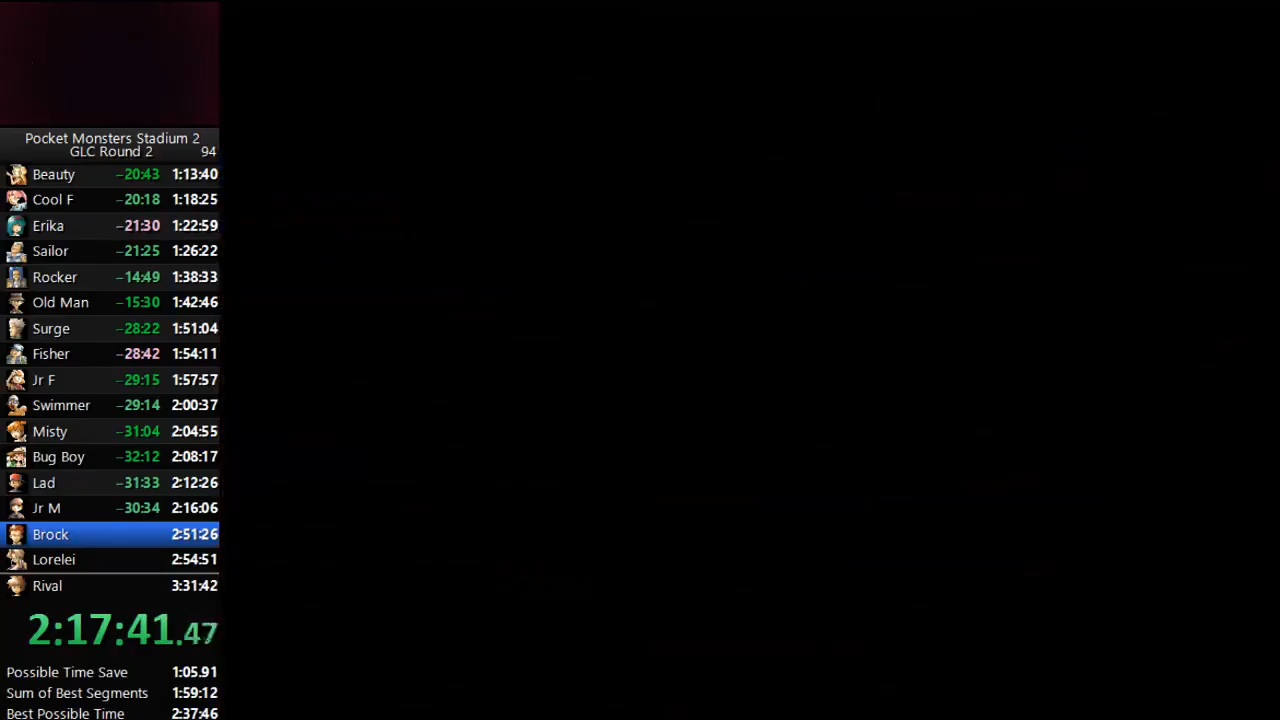 Pocket Monsters Stadium 2
GLC Round 2 94
Beauty −20:43 1:13:40
Cool F −20:18 1:18:25
Erika −21:30 1:22:59
Sailor −21:25 1:26:22
Rocker −14:49 1:38:33
Old Man −15:30 1:42:46
Surge −28:22 1:51:04
Fisher −28:42 1:54:11
Jr F −29:15 1:57:57
Swimmer −29:14 2:00:37
Misty −31:04 2:04:55
Bug Boy −32:12 2:08:17
Lad −31:33 2:12:26
Jr M −30:34 2:16:06
Brock 2:51:26
Lorelei 2:54:51
Rival 3:31:42
2:17:41.47
Possible Time Save 1:05.91
Sum of Best Segments 1:59:12
Best Possible Time 2:37:46